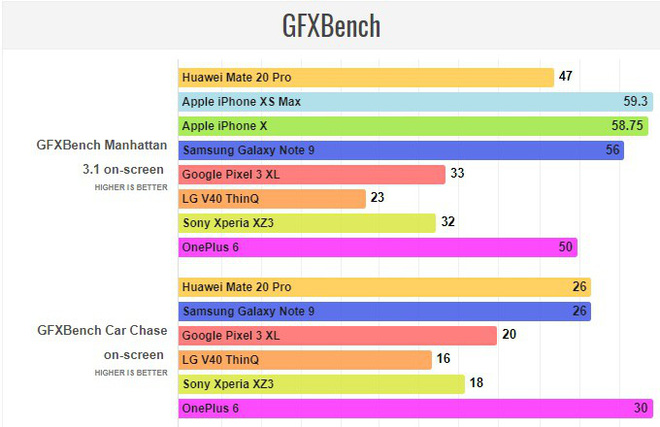 GFXBench
GFXBench Manhattan
3.1 on-screen
HIGHER IS BETTER
Huawei Mate 20 Pro 47
Apple iPhone XS Max 59.3
Apple iPhone X 58.75
Samsung Galaxy Note 9 56
Google Pixel 3 XL 33
LG V40 ThinQ 23
Sony Xperia XZ3 32
OnePlus 6 50
GFXBench Car Chase
on-screen
HIGHER IS BETTER
Huawei Mate 20 Pro 26
Samsung Galaxy Note 9 26
Google Pixel 3 XL 20
LG V40 ThinQ 16
Sony Xperia XZ3 18
OnePlus 6 30